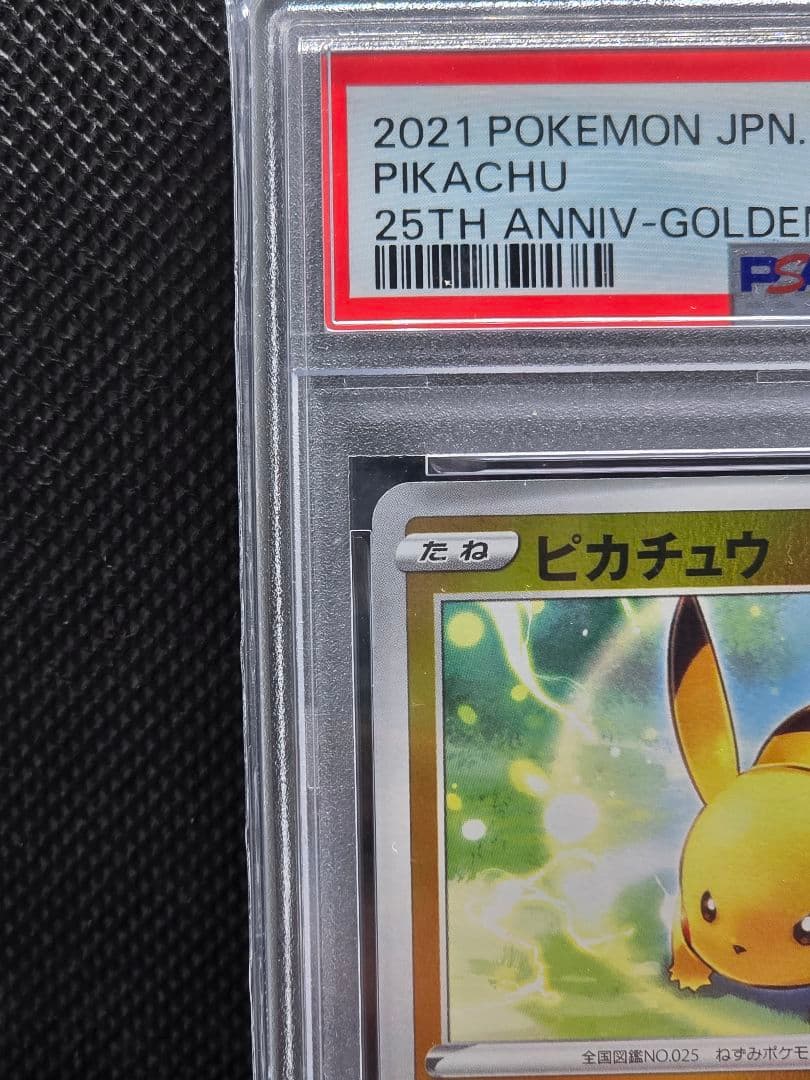 2021 POKEMON JPN.
PIKACHU
25TH ANNIV-GOLDEN
PSA
たね ピカチュウ
全国図鑑NO.025 ねずみポケモ